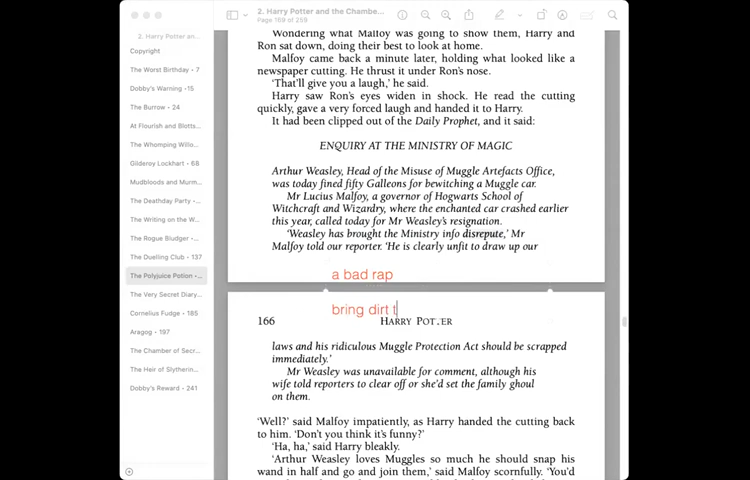 2. Harry Potter and the Chambe...
Page 169 of 259
2. Harry Potter an...
Copyright
The Worst Birthday • 7
Dobby's Warning •15
The Burrow • 24
At Flourish and Blotts...
The Whomping Willo...
Gilderoy Lockhart • 68
Mudbloods and Murm...
The Deathday Party •...
The Writing on the W...
The Rogue Bludger •...
The Duelling Club • 137
The Polyjuice Potion •...
The Very Secret Diary...
Cornelius Fudge • 185
Aragog • 197
The Chamber of Secr...
The Heir of Slytherin...
Dobby's Reward • 241
Wondering what Malfoy was going to show them, Harry and
Ron sat down, doing their best to look at home.
Malfoy came back a minute later, holding what looked like a
newspaper cutting. He thrust it under Ron's nose.
'That'll give you a laugh,' he said.
Harry saw Ron's eyes widen in shock. He read the cutting
quickly, gave a very forced laugh and handed it to Harry.
It had been clipped out of the Daily Prophet, and it said:
ENQUIRY AT THE MINISTRY OF MAGIC
Arthur Weasley, Head of the Misuse of Muggle Artefacts Office,
was today fined fifty Galleons for bewitching a Muggle car.
Mr Lucius Malfoy, a governor of Hogwarts School of
Witchcraft and Wizardry, where the enchanted car crashed earlier
this year, called today for Mr Weasley's resignation.
'Weasley has brought the Ministry into disrepute,' Mr
Malfoy told our reporter. 'He is clearly unfit to draw up our
a bad rap
bring dirt t
166 HARRY POTTER
laws and his ridiculous Muggle Protection Act should be scrapped
immediately.'
Mr Weasley was unavailable for comment, although his
wife told reporters to clear off or she'd set the family ghoul
on them.
'Well?' said Malfoy impatiently, as Harry handed the cutting back
to him. 'Don't you think it's funny?'
'Ha, ha,' said Harry bleakly.
'Arthur Weasley loves Muggles so much he should snap his
wand in half and go and join them,' said Malfoy scornfully. 'You'd